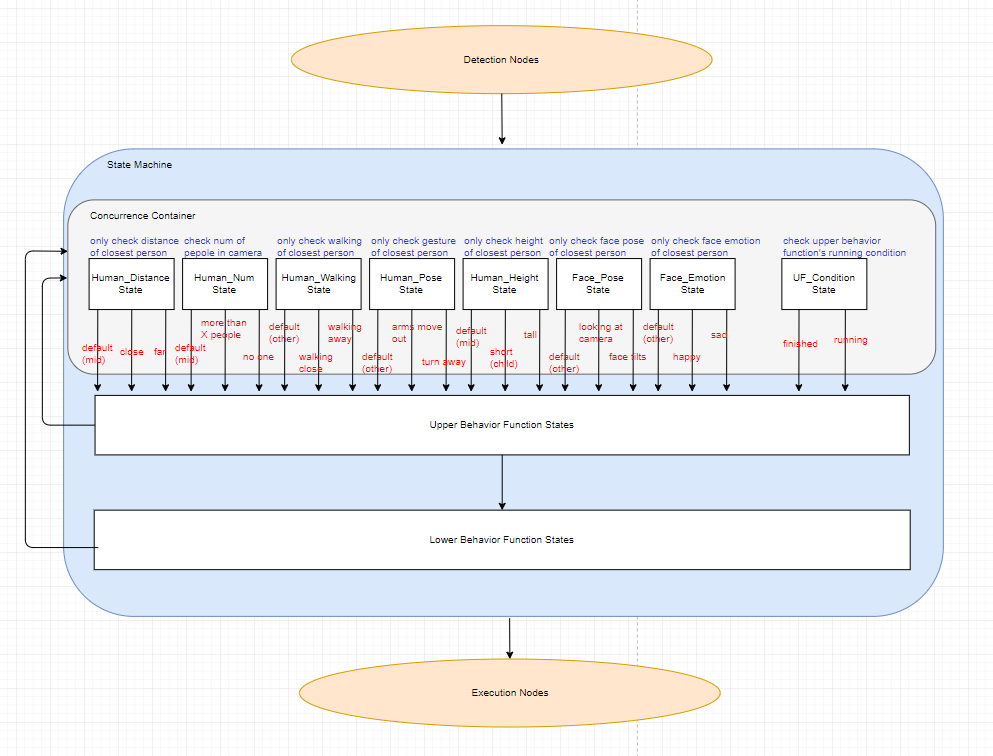 Detection Nodes
State Machine
Concurrence Container
only check distance
of closest person
check num of
pepole in camera
only check walking
of closest person
only check gesture
of closest person
only check height
of closest person
only check face pose
of closest person
only check face emotion
of closest person
check upper behavior
function's running condition
Human_Distance
State
Human_Num
State
Human_Walking
State
Human_Pose
State
Human_Height
State
Face_Pose
State
Face_Emotion
State
UF_Condition
State
default
(mid)
close
far
default
(mid)
more than
X people
no one
default
(other)
walking
close
walking
away
default
(other)
arms move
out
turn away
default
(mid)
short
(child)
tall
default
(other)
looking at
camera
face tilts
default
(other)
happy
sad
finished
running
Upper Behavior Function States
Lower Behavior Function States
Execution Nodes